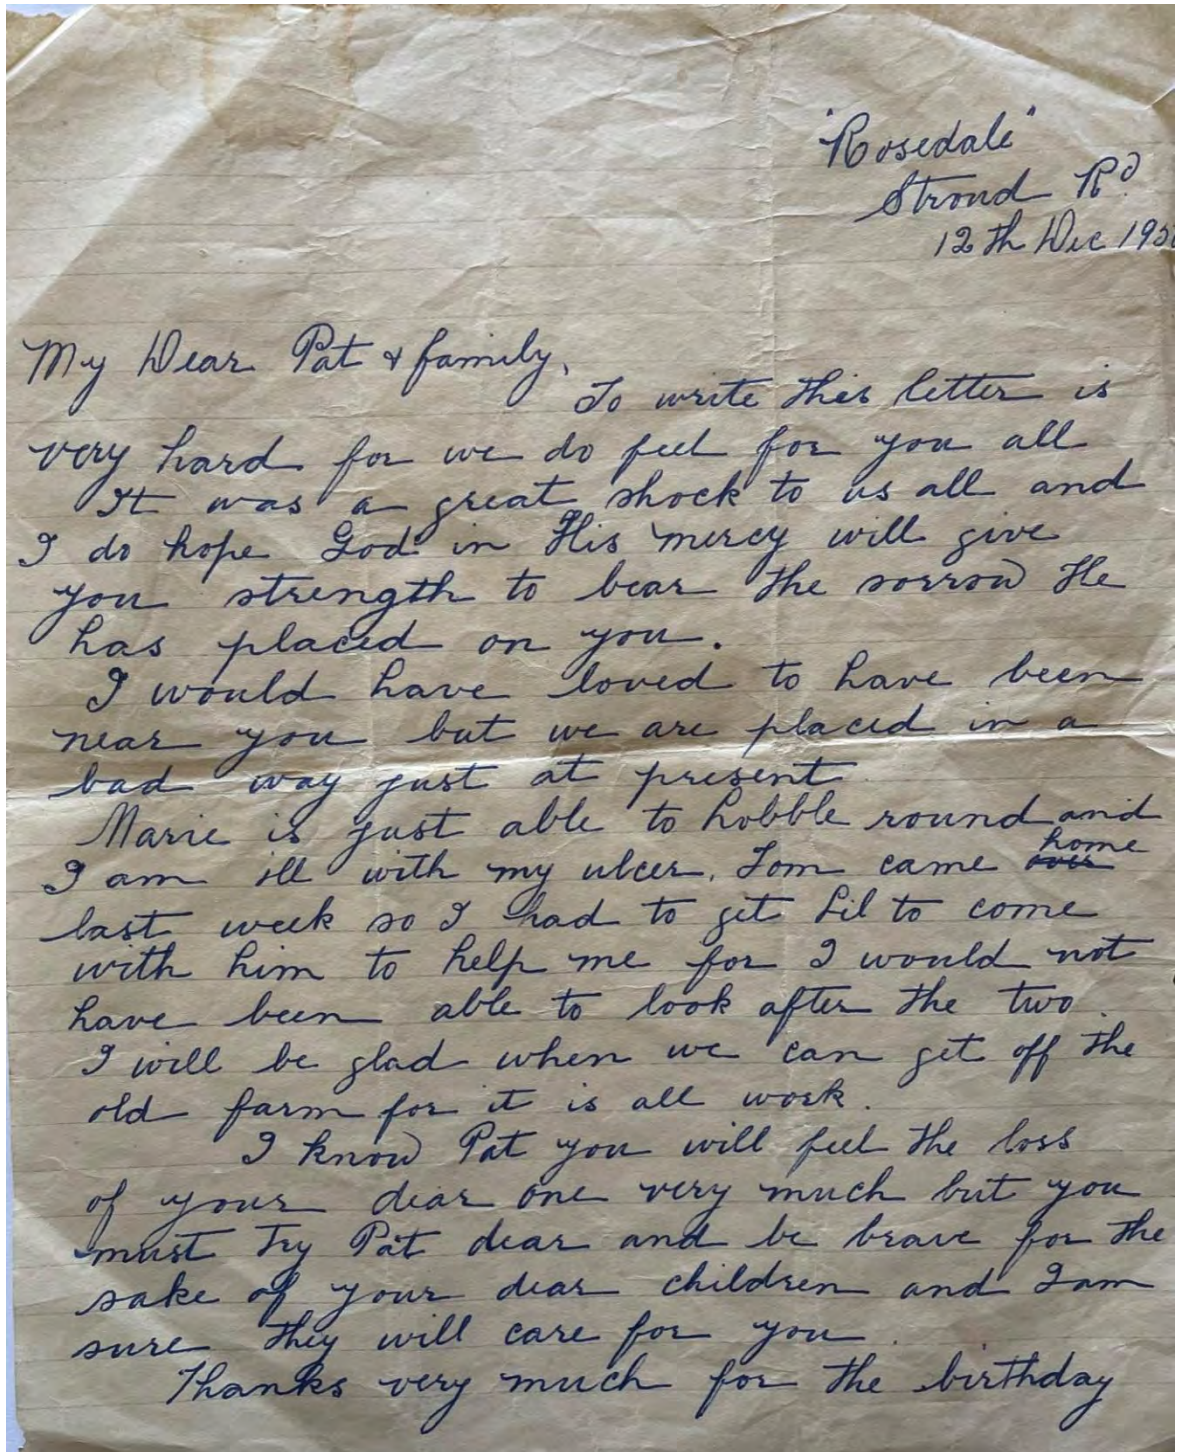 "Rosedale"
Stroud Rd.
12th Dec 195
My Dear Pat & family,
To write this letter is
very hard for we do feel for you all
It was a great shock to us all and
I do hope God in His mercy will give
you strength to bear the sorrow He
has placed on you.
I would have loved to have been
near you but we are placed in a
bad way just at present.
Marie is just able to hobble round and
I am ill with my ulcer. Tom came over home
last week so I had to get Lil to come
with him to help me for I would not
have been able to look after the two.
I will be glad when we can get off the
old farm for it is all work.
I know Pat you will feel the loss
of your dear one very much but you
must try Pat dear and be brave for the
sake of your dear children and I am
sure they will care for you.
Thanks very much for the birthday